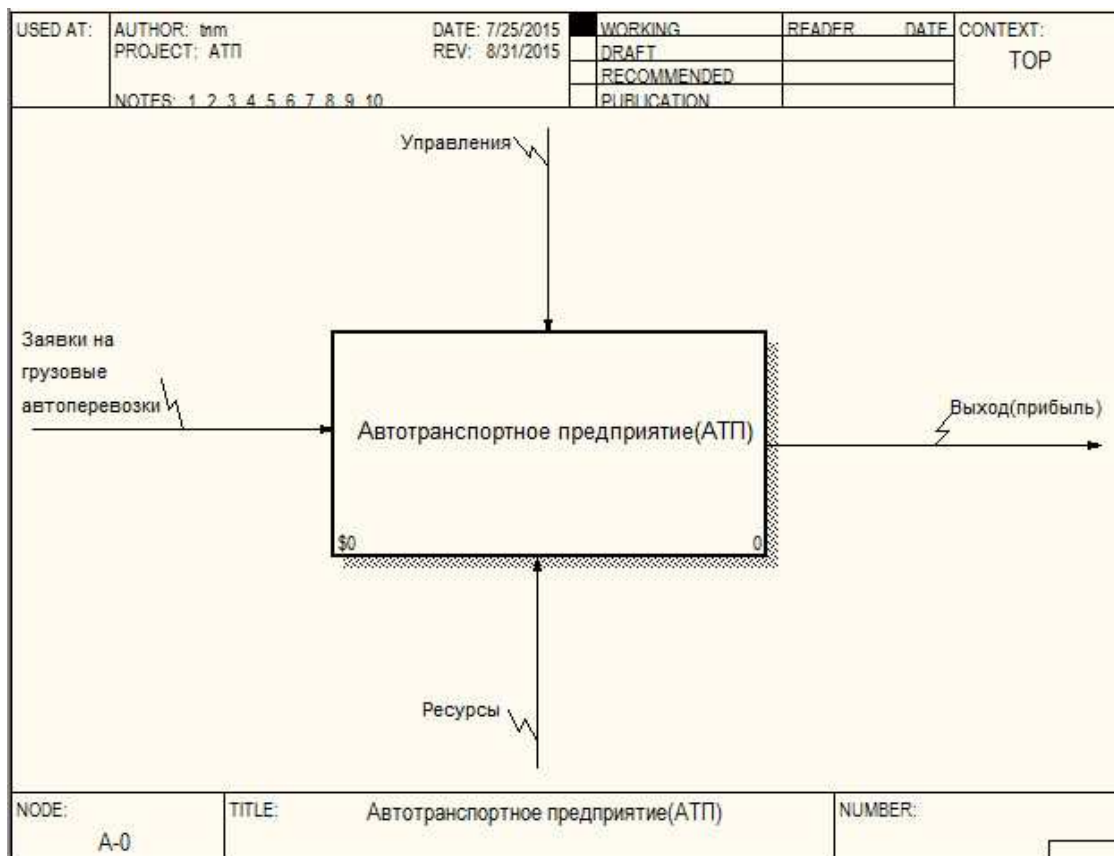 USED AT:
AUTHOR: tnm
DATE: 7/25/2015
PROJECT: АТП
REV: 8/31/2015
NOTES: 1 2 3 4 5 6 7 8 9 10
WORKING
DRAFT
RECOMMENDED
PUBLICATION
READER
DATE
CONTEXT:
TOP
Управления
Заявки на
грузовые
автоперевозки
Автотранспортное предприятие(АТП)
$0
0
Выход(прибыль)
Ресурсы
NODE:
A-0
TITLE:
Автотранспортное предприятие(АТП)
NUMBER: